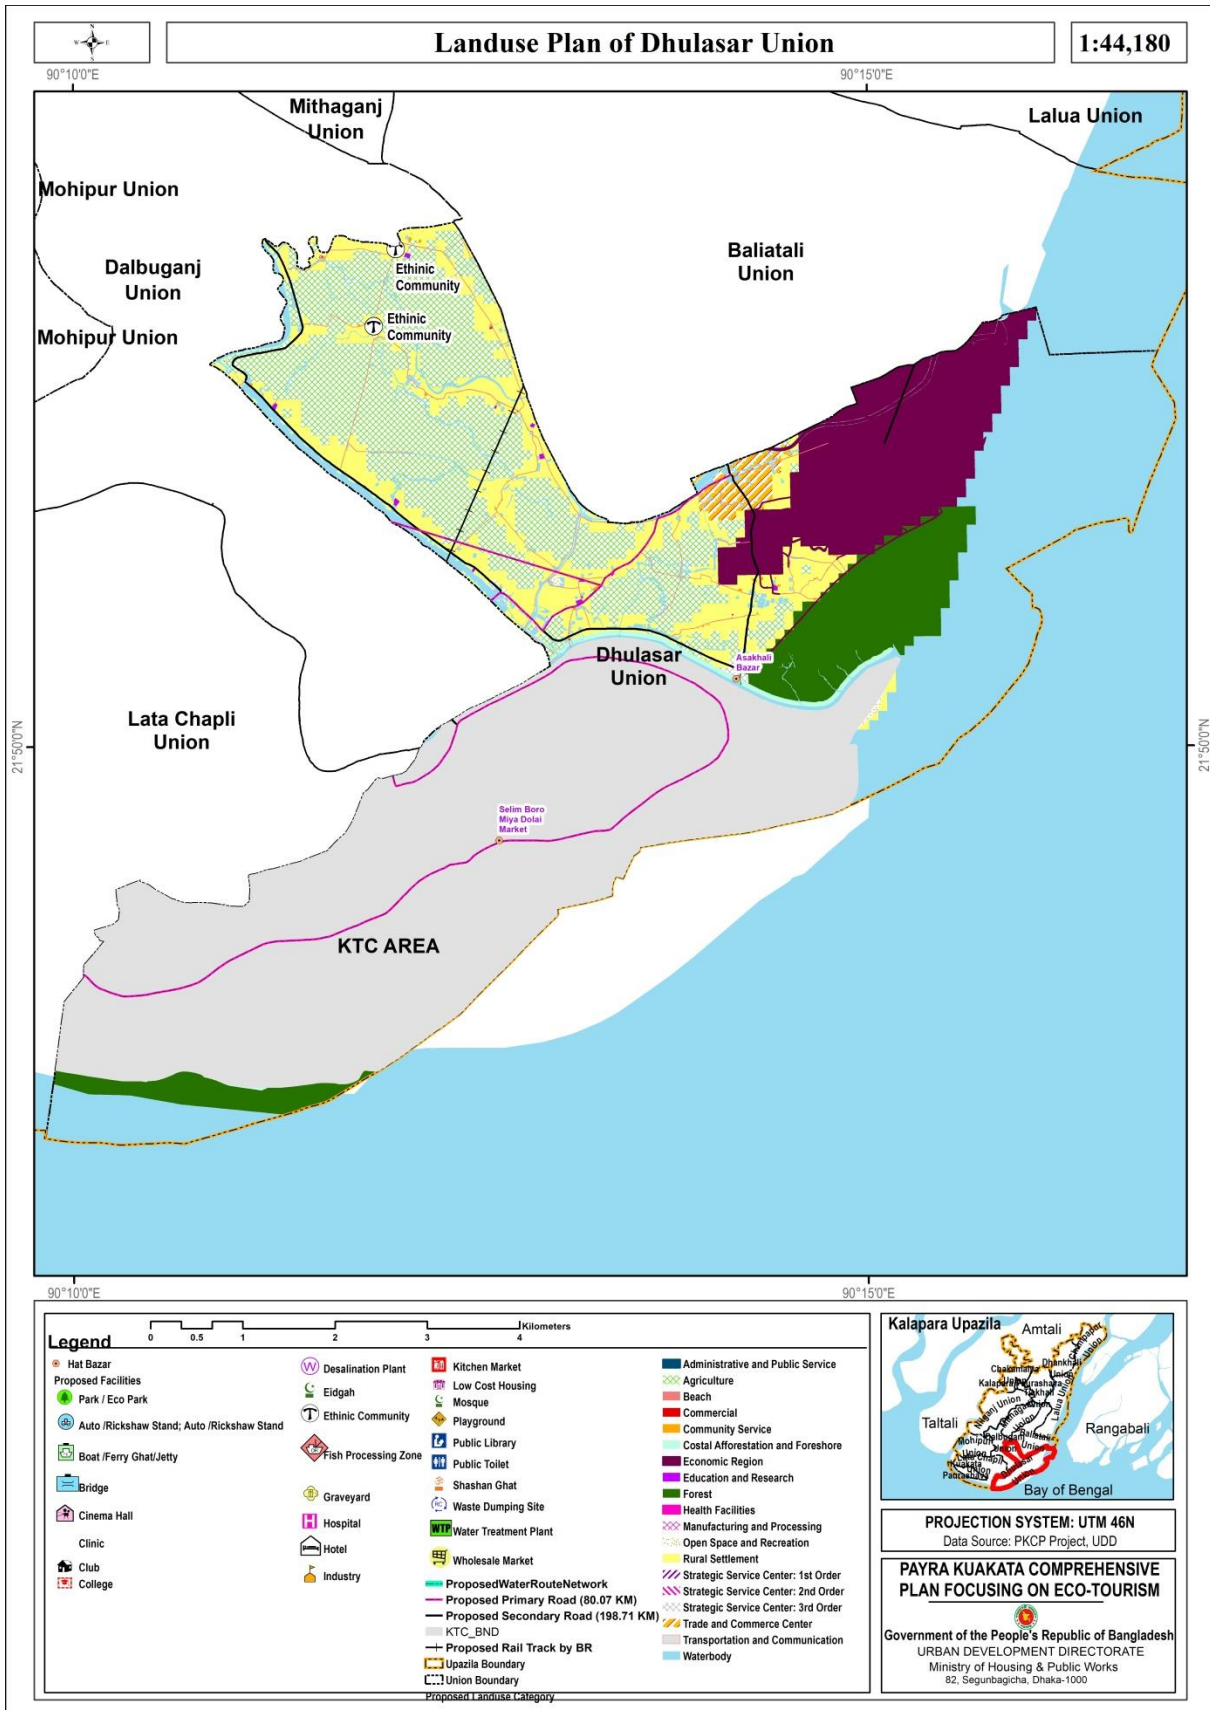 N
W E
S
Landuse Plan of Dhulasar Union
1:44,180
90°10'0"E
90°15'0"E
Mithaganj
Union
Lalua Union
Mohipur Union
Baliatali
Union
Dalbuganj
Union
Ethinic
Community
Mohipur Union
Ethinic
Community
Dhulasar
Union
Asakhali
Bazar
Lata Chapli
Union
21°50'0"N
21°50'0"N
Selim Boro
Miya Dolai
Market
KTC AREA
90°10'0"E
90°15'0"E
Legend
0 0.5 1 2 3 4
Kilometers
Hat Bazar
Proposed Facilities
Park / Eco Park
Auto /Rickshaw Stand; Auto /Rickshaw Stand
Boat /Ferry Ghat/Jetty
Bridge
Cinema Hall
Clinic
Club
College
Desalination Plant
Eidgah
Ethinic Community
Fish Processing Zone
Graveyard
Hospital
Hotel
Industry
Kitchen Market
Low Cost Housing
Mosque
Playground
Public Library
Public Toilet
Shashan Ghat
Waste Dumping Site
WTP Water Treatment Plant
Wholesale Market
ProposedWaterRouteNetwork
Proposed Primary Road (80.07 KM)
Proposed Secondary Road (198.71 KM)
KTC_BND
Proposed Rail Track by BR
Upazila Boundary
Union Boundary
Proposed Landuse Category
Administrative and Public Service
Agriculture
Beach
Commercial
Community Service
Costal Afforestation and Foreshore
Economic Region
Education and Research
Forest
Health Facilities
Manufacturing and Processing
Open Space and Recreation
Rural Settlement
Strategic Service Center: 1st Order
Strategic Service Center: 2nd Order
Strategic Service Center: 3rd Order
Trade and Commerce Center
Transportation and Communication
Waterbody
Kalapara Upazila
Amtali
Taltali
Rangabali
Bay of Bengal
PROJECTION SYSTEM: UTM 46N
Data Source: PKCP Project, UDD
PAYRA KUAKATA COMPREHENSIVE
PLAN FOCUSING ON ECO-TOURISM
Government of the People's Republic of Bangladesh
URBAN DEVELOPMENT DIRECTORATE
Ministry of Housing & Public Works
82, Segunbagicha, Dhaka-1000